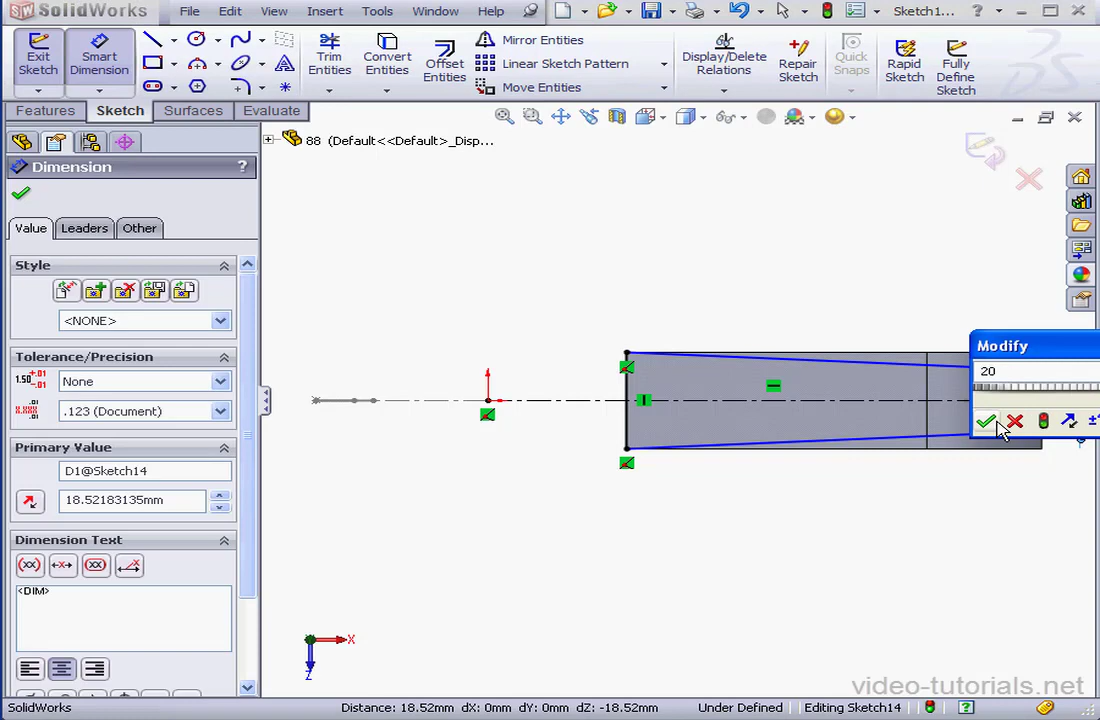 SolidWorks
File
Edit
View
Insert
Tools
Window
Help
Sketch1...
Exit
Sketch
Smart
Dimension
Trim
Entities
Convert
Entities
Offset
Entities
Mirror Entities
Linear Sketch Pattern
Move Entities
Display/Delete
Relations
Repair
Sketch
Quick
Snaps
Rapid
Sketch
Fully
Define
Sketch
Features
Sketch
Surfaces
Evaluate
88 (Default<<Default>_Disp...
Dimension
?
Value
Leaders
Other
Style
<NONE>
Tolerance/Precision
None
.123 (Document)
Primary Value
D1@Sketch14
18.52183135mm
Dimension Text
<DIM>
Modify
20
X
Z
video-tutorials.net
SolidWorks
Distance: 18.52mm dX: 0mm dY: 0mm dZ: -18.52mm
Under Defined
Editing Sketch14